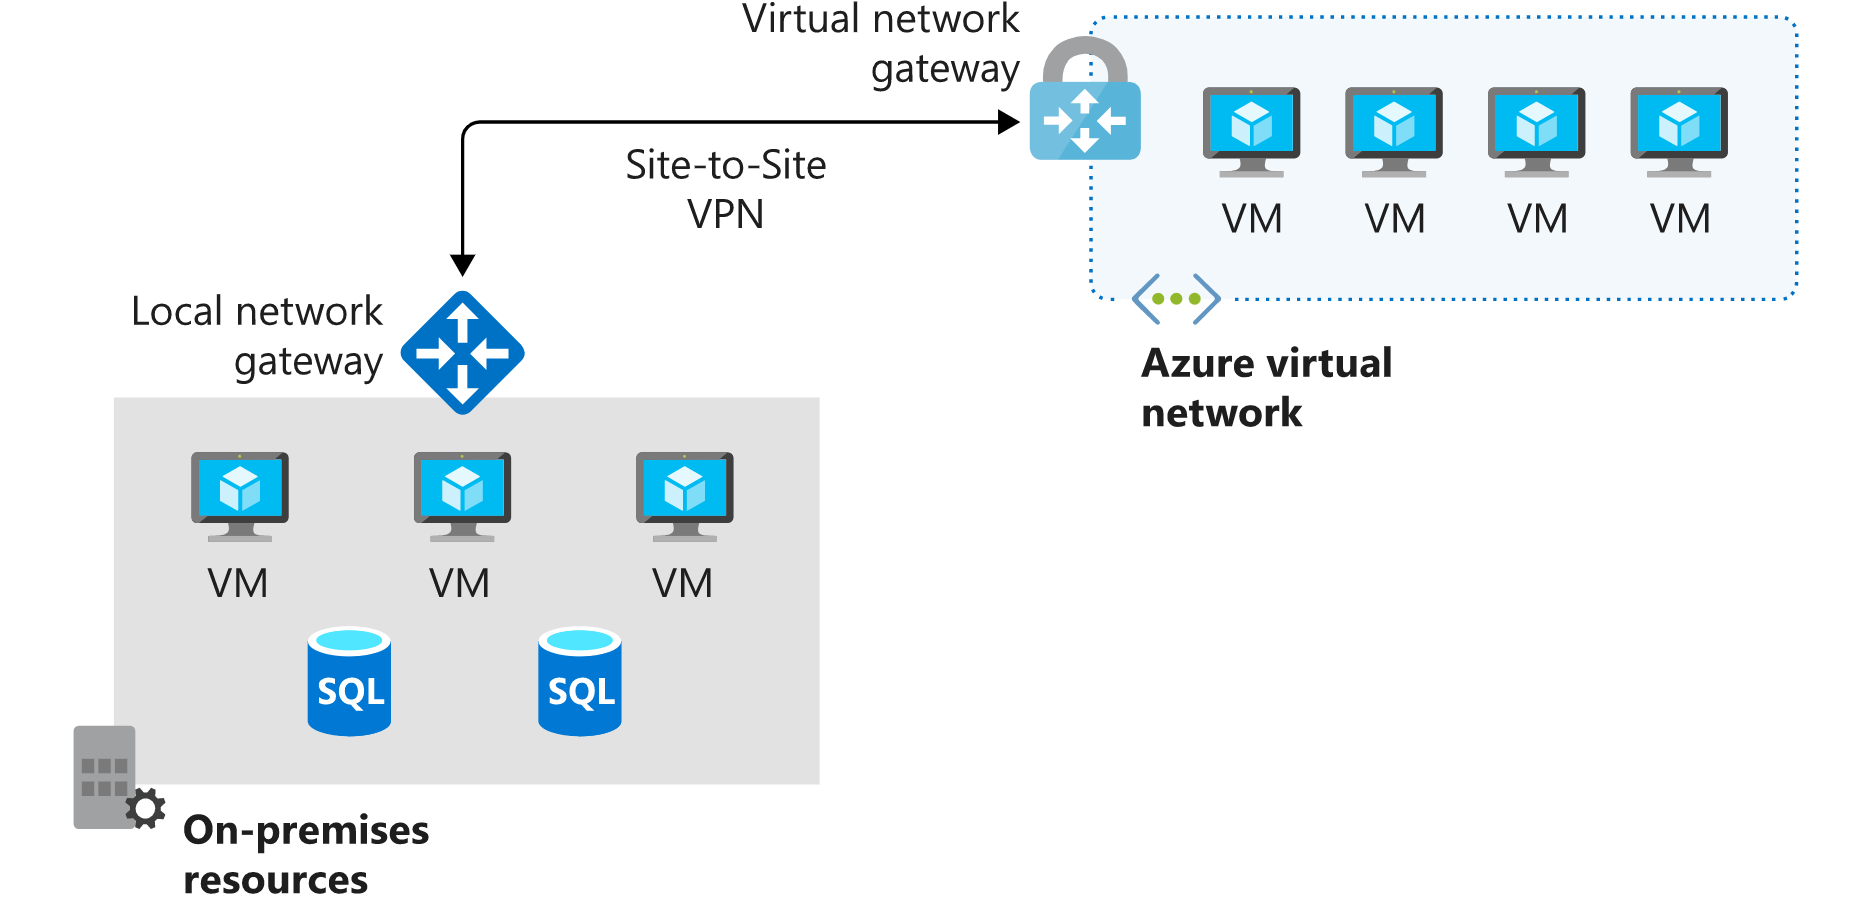 Virtual network
gateway
Site-to-Site
VPN
VM VM VM VM
Local network
gateway
Azure virtual
network
VM VM VM
SQL SQL
On-premises
resources